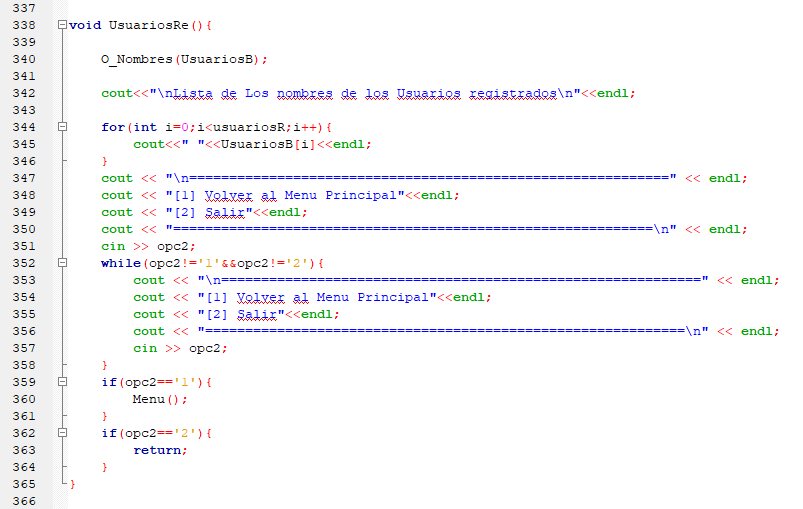 337
338 void UsuariosRe(){
339
340     O_Nombres(UsuariosB);
341
342     cout<<"\nLista de Los nombres de los Usuarios registrados\n"<<endl;
343
344     for(int i=0;i<usuariosR;i++){
345         cout<<" "<<UsuariosB[i]<<endl;
346     }
347     cout << "\n============================================================" << endl;
348     cout << "[1] Volver al Menu Principal"<<endl;
349     cout << "[2] Salir"<<endl;
350     cout << "============================================================\n" << endl;
351     cin >> opc2;
352     while(opc2!='1'&&opc2!='2'){
353         cout << "\n============================================================" << endl;
354         cout << "[1] Volver al Menu Principal"<<endl;
355         cout << "[2] Salir"<<endl;
356         cout << "============================================================\n" << endl;
357         cin >> opc2;
358     }
359     if(opc2=='1'){
360         Menu();
361     }
362     if(opc2=='2'){
363         return;
364     }
365 }
366